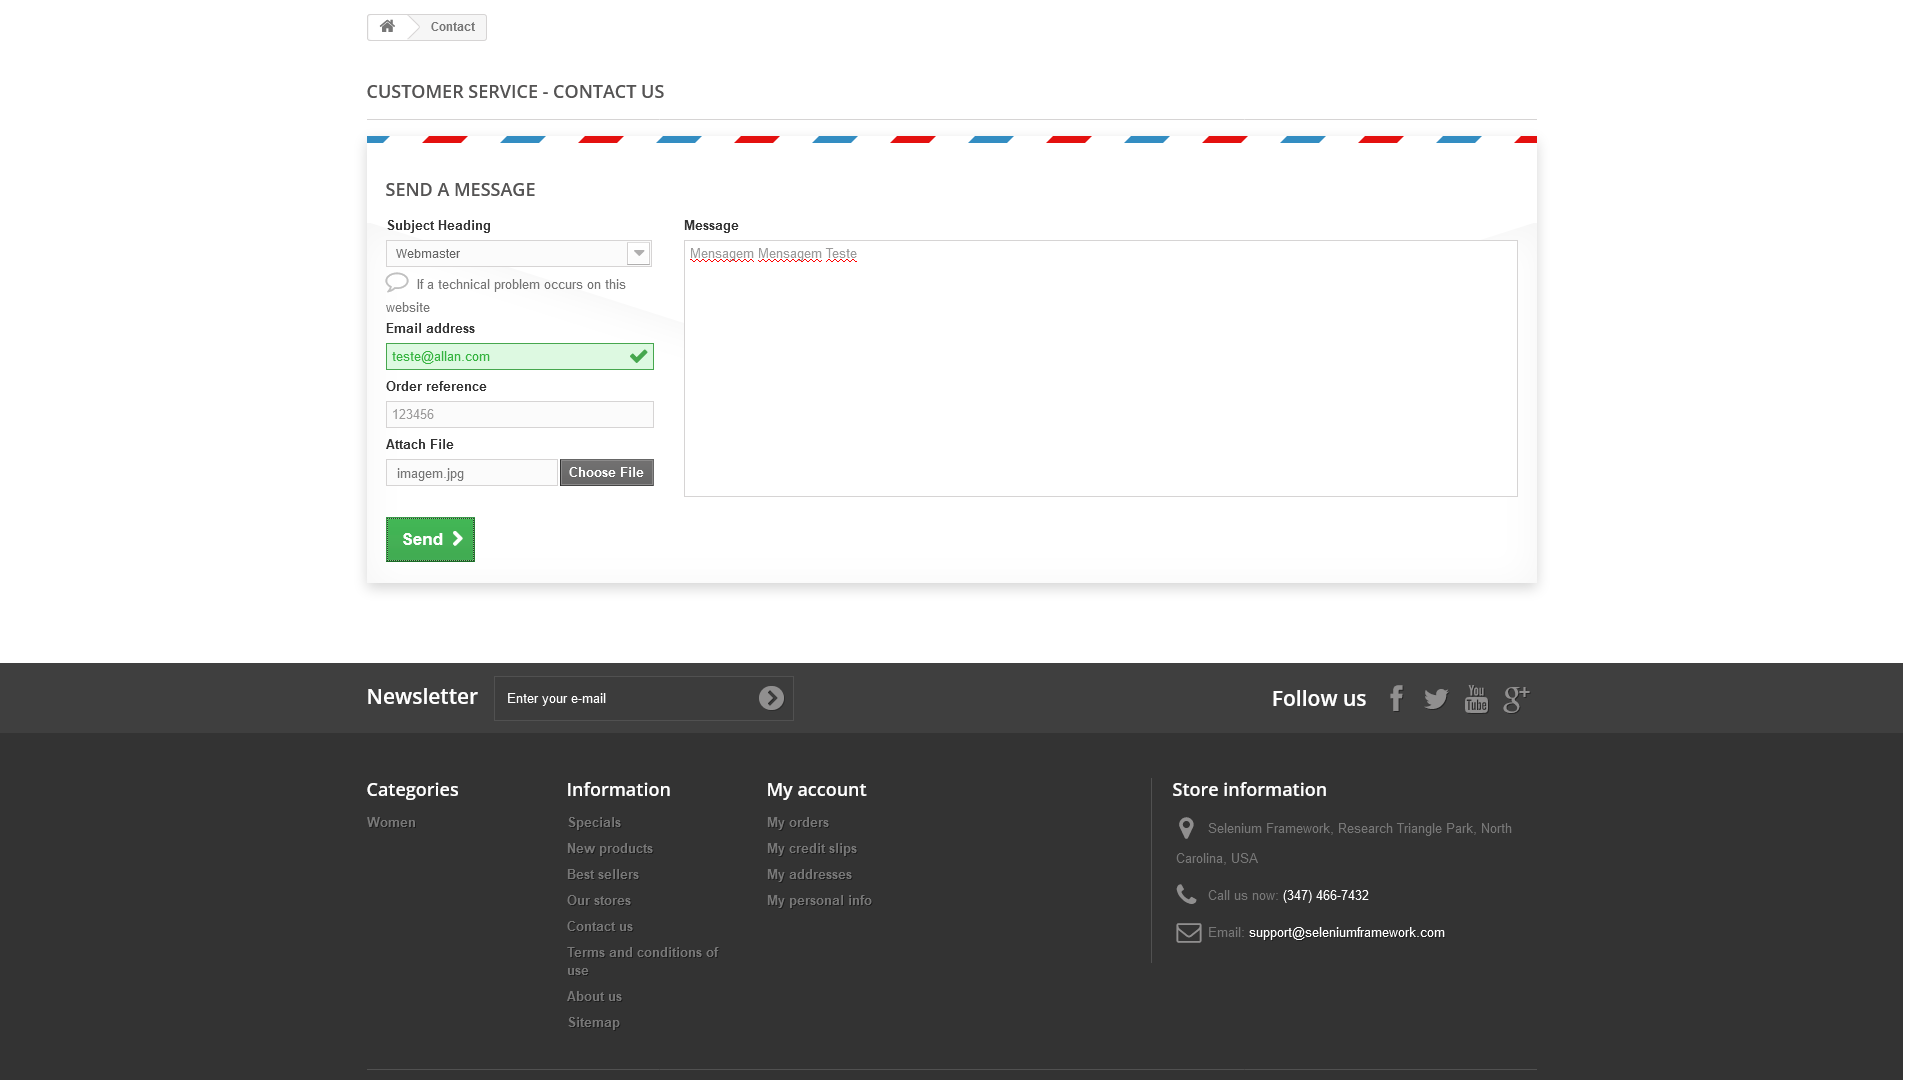 Contact
CUSTOMER SERVICE - CONTACT US
SEND A MESSAGE
Subject Heading
Webmaster
If a technical problem occurs on this
website
Email address
teste@allan.com
Order reference
123456
Attach File
imagem.jpg
Choose File
Message
Mensagem Mensagem Teste
Send
Newsletter
Enter your e-mail
Follow us
You
Tube
g+
Categories
Women
Information
Specials
New products
Best sellers
Our stores
Contact us
Terms and conditions of
use
About us
Sitemap
My account
My orders
My credit slips
My addresses
My personal info
Store information
Selenium Framework, Research Triangle Park, North
Carolina, USA
Call us now: (347) 466-7432
Email: support@seleniumframework.com